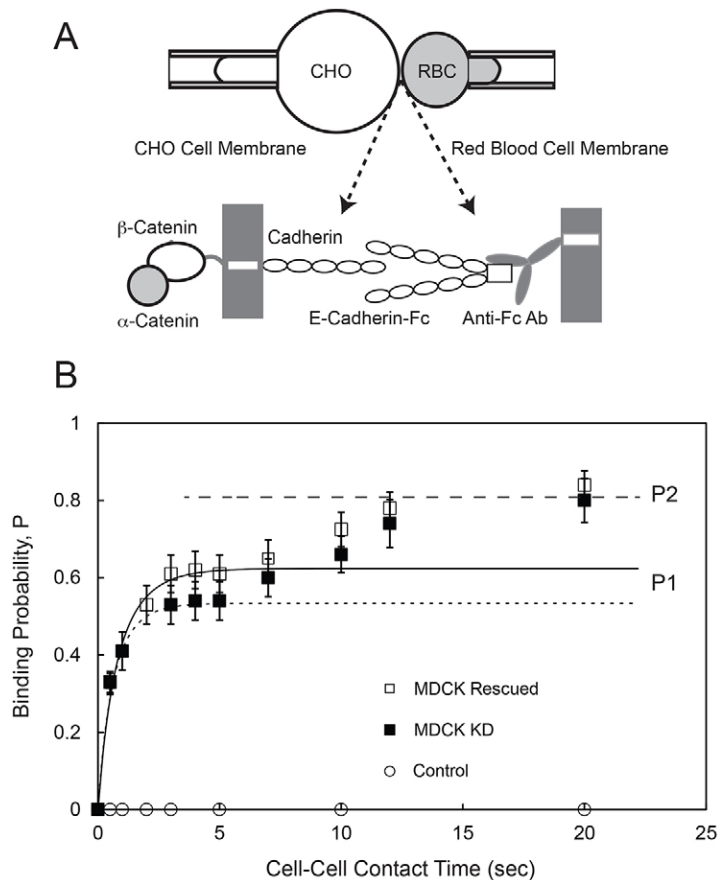 A
CHO
RBC
CHO Cell Membrane
Red Blood Cell Membrane
β-Catenin
Cadherin
α-Catenin
E-Cadherin-Fc
Anti-Fc Ab
B
1
0.8
0.6
0.4
0.2
0
P2
P1
MDCK Rescued
MDCK KD
Control
0 5 10 15 20 25
Binding Probability, P
Cell-Cell Contact Time (sec)